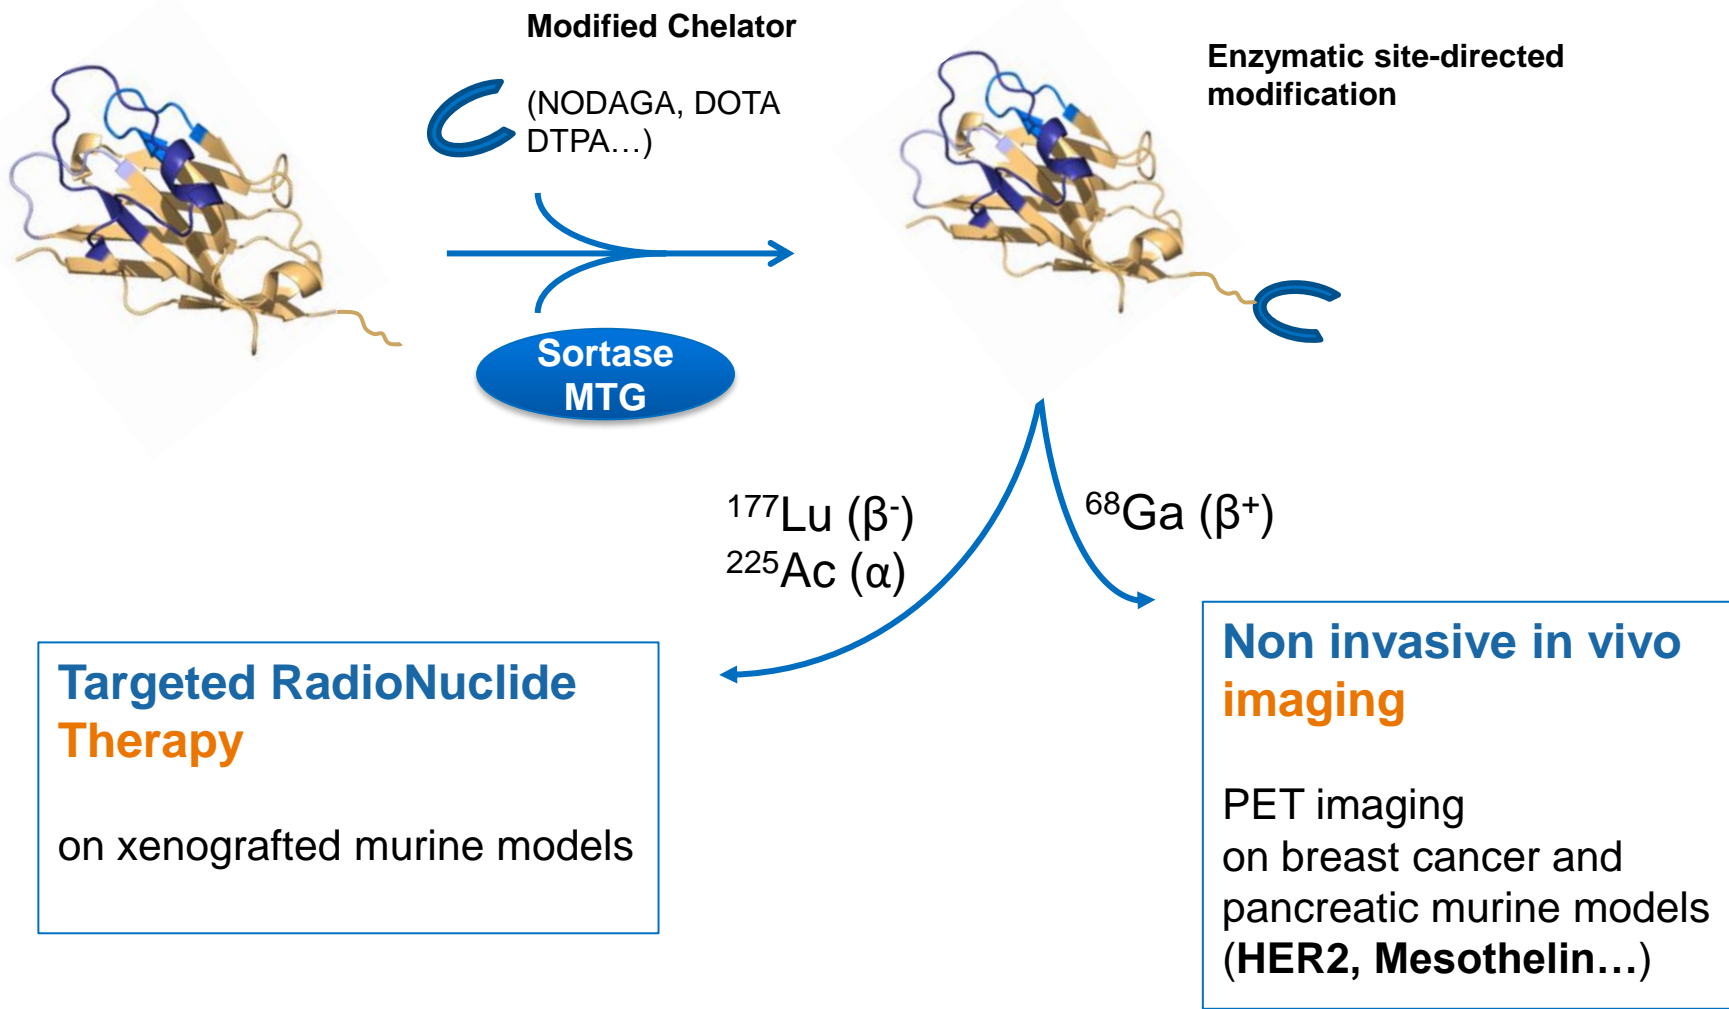 Modified Chelator
(NODAGA, DOTA
DTPA…)
Enzymatic site-directed
modification
Sortase
MTG
¹⁷⁷Lu (β⁻)
²²⁵Ac (α)
⁶⁸Ga (β⁺)
Targeted RadioNuclide
Therapy
on xenografted murine models
Non invasive in vivo
imaging
PET imaging
on breast cancer and
pancreatic murine models
(HER2, Mesothelin…)